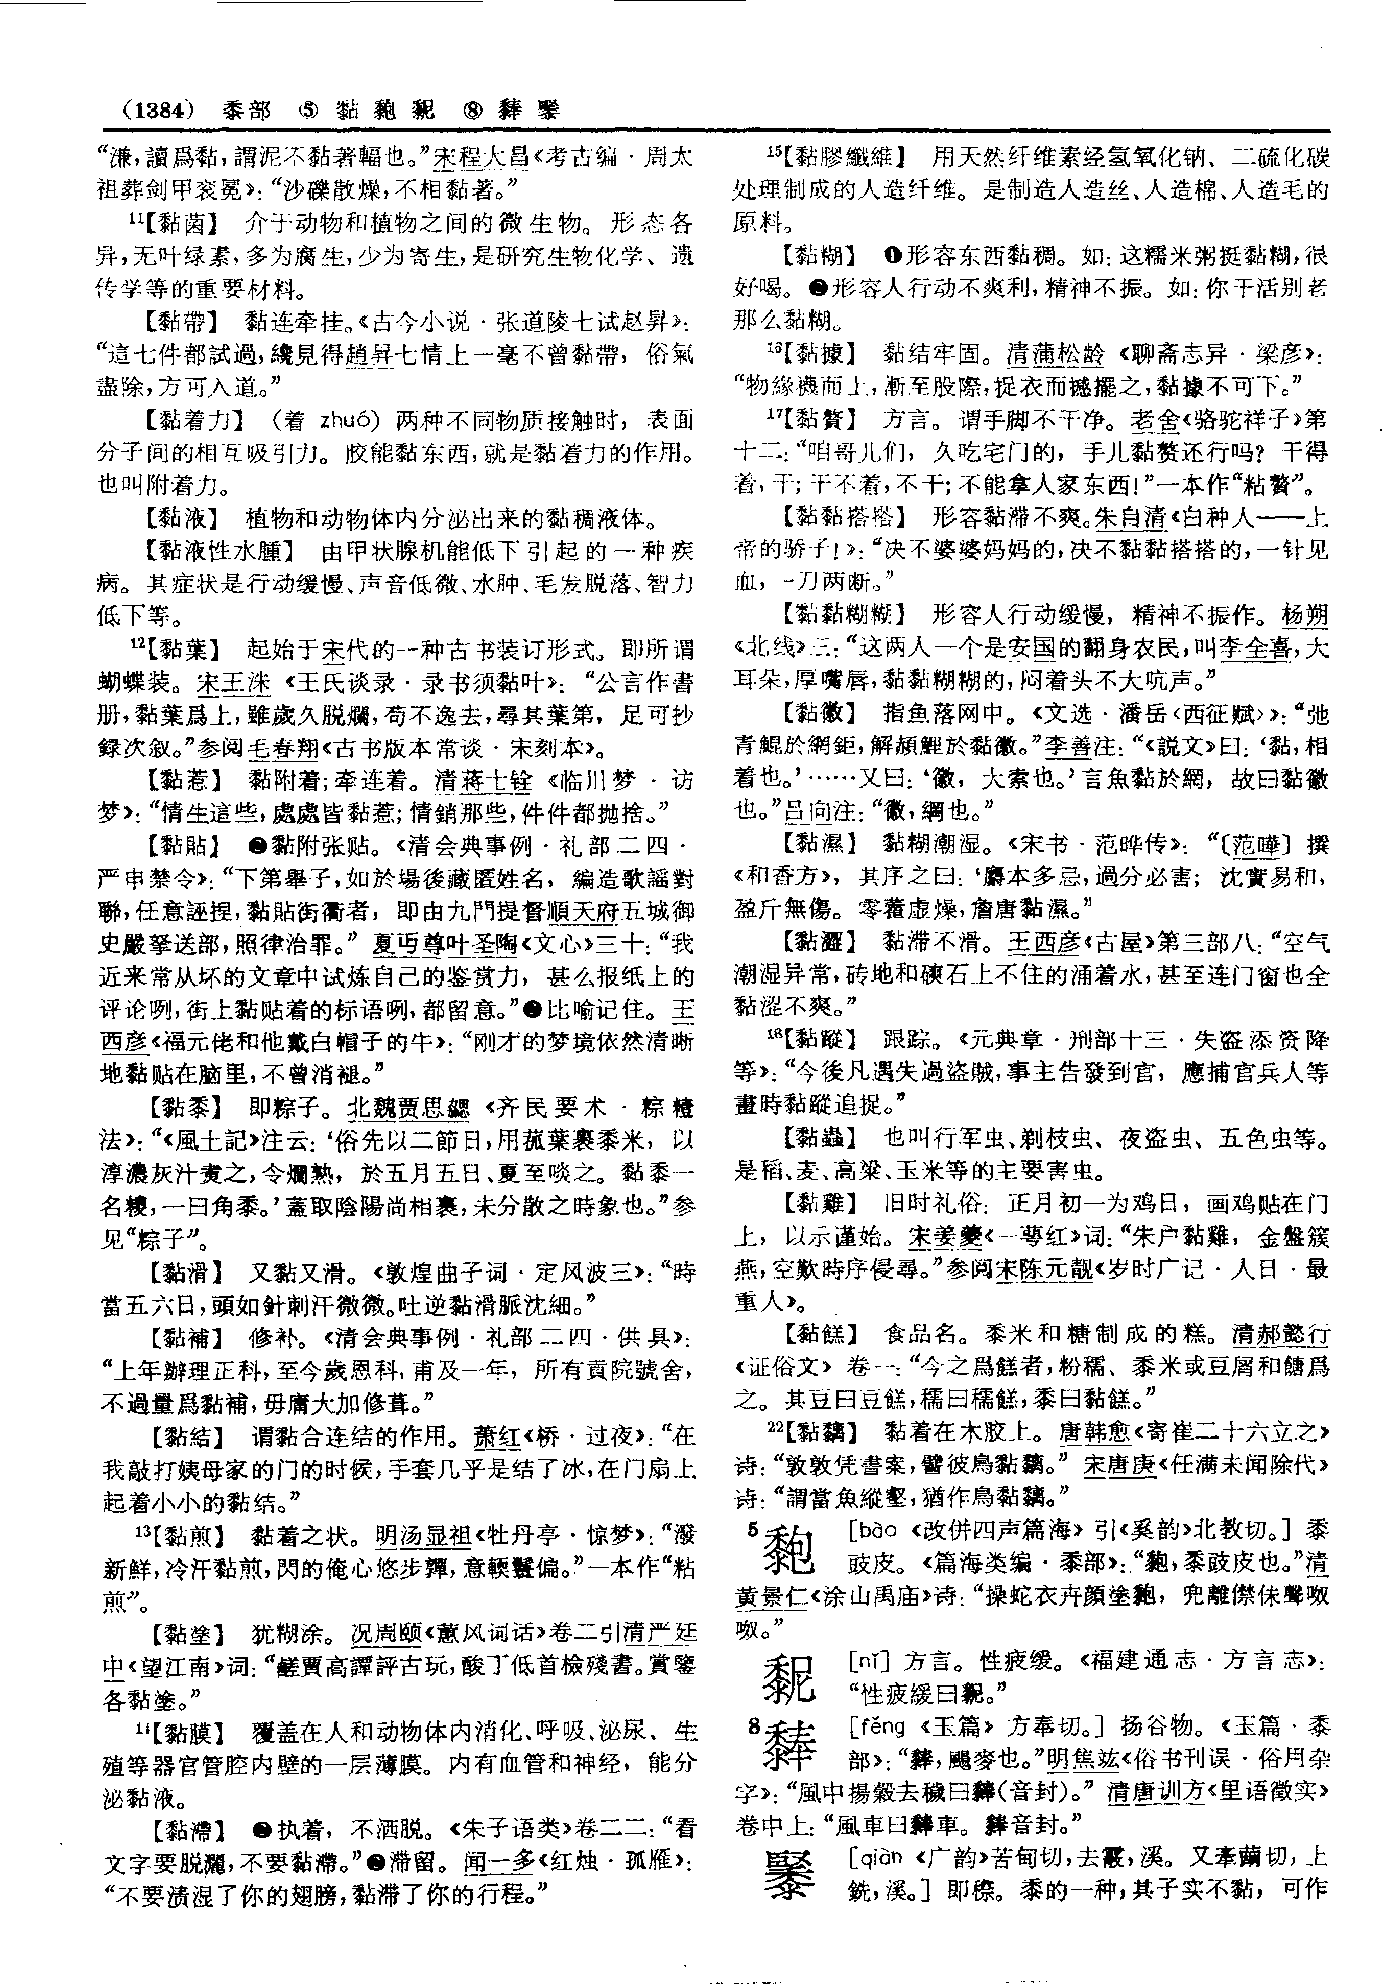 (1384) 黍部 ⑤ 黏 䵢 䵑 ⑧ 䵄
“溓,讀爲黏,謂泥不黏著輻也。”宋程大昌《考古编·周太
祖葬剑甲衮冕》:“沙礫散燥,不相黏著。”
11【黏菌】 介于动物和植物之间的微生物。形态各
异,无叶绿素,多为腐生,少为寄生,是研究生物化学、遗
传学等的重要材料。
【黏帶】 黏连牵挂。《古今小说·张道陵七试赵昇》:
“這七件都試過,纔見得趙昇七情上一毫不曾黏帶,俗氣
盡除,方可入道。”
【黏着力】 (着 zhuó) 两种不同物质接触时,表面
分子间的相互吸引力。胶能黏东西,就是黏着力的作用。
也叫附着力。
【黏液】 植物和动物体内分泌出来的黏稠液体。
【黏液性水腫】 由甲状腺机能低下引起的一种疾
病。其症状是行动缓慢、声音低微、水肿、毛发脱落、智力
低下等。
12【黏葉】 起始于宋代的一种古书装订形式。即所谓
蝴蝶装。宋王洙《王氏谈录·录书须黏叶》:“公言作書
册,黏葉爲上,雖歲久脱爛,苟不逸去,尋其葉第,足可抄
録次叙。”参阅毛春翔《古书版本常谈·宋刻本》。
【黏惹】 黏附着;牵连着。清蒋士铨《临川梦·访
梦》:“情生這些,處處皆黏惹;情銷那些,件件都抛捨。”
【黏貼】 ❶黏附张贴。《清会典事例·礼部二四·
严申禁令》:“下第舉子,如於場後藏匿姓名,編造歌謡對
聯,任意誣捏,黏貼街衢者,即由九門提督順天府五城御
史嚴拏送部,照律治罪。”夏丏尊叶圣陶《文心》三十:“我
近来常从坏的文章中试炼自己的鉴赏力,甚么报纸上的
评论咧,街上黏贴着的标语咧,都留意。”❷比喻记住。王
西彦《福元佬和他戴白帽子的牛》:“刚才的梦境依然清晰
地黏贴在脑里,不曾消褪。”
【黏黍】 即粽子。北魏贾思勰《齐民要术·粽𥻦
法》:“《風土記》注云:‘俗先以二節日,用菰葉裹黍米,以
淳濃灰汁煮之,令爛熟,於五月五日、夏至啖之。黏黍一
名糉,一曰角黍。’蓋取陰陽尚相裹,未分散之時象也。”参
见“粽子”。
【黏滑】 又黏又滑。《敦煌曲子词·定风波三》:“時
當五六日,頭如針刺汗微微。吐逆黏滑脈沈細。”
【黏補】 修补。《清会典事例·礼部二四·供具》:
“上年辦理正科,至今歲恩科,甫及一年,所有貢院號舍,
不過量爲黏補,毋庸大加修葺。”
【黏結】 谓黏合连结的作用。萧红《桥·过夜》:“在
我敲打姨母家的门的时候,手套几乎是结了冰,在门扇上
起着小小的黏结。”
13【黏煎】 黏着之状。明汤显祖《牡丹亭·惊梦》:“潑
新鮮,冷汗黏煎,閃的俺心悠步嚲,意軟鬟偏。”一本作“粘
煎”。
【黏塗】 犹糊涂。况周颐《蕙风词话》卷二引清严廷
中《望江南》词:“鹺賈高譚評古玩,酸丁低首檢殘書。賞鑒
各黏塗。”
14【黏膜】 覆盖在人和动物体内消化、呼吸、泌尿、生
殖等器官管腔内壁的一层薄膜。内有血管和神经,能分
泌黏液。
【黏滯】 ❶执着,不洒脱。《朱子语类》卷二二:“看
文字要脱灑,不要黏滯。”❷滞留。闻一多《红烛·孤雁》:
“不要渍湿了你的翅膀,黏滞了你的行程。”
15【黏膠纖維】 用天然纤维素经氢氧化钠、二硫化碳
处理制成的人造纤维。是制造人造丝、人造棉、人造毛的
原料。
【黏糊】 ❶形容东西黏稠。如:这糯米粥挺黏糊,很
好喝。❷形容人行动不爽利,精神不振。如:你干活别老
那么黏糊。
16【黏據】 黏结牢固。清蒲松龄《聊斋志异·梁彦》:
“物緣襪而上,漸至股際,捉衣而撼擺之,黏據不可下。”
17【黏贅】 方言。谓手脚不干净。老舍《骆驼祥子》第
十二:“咱哥儿们,久吃宅门的,手儿黏赘还行吗?干得
着,干;干不着,不干;不能拿人家东西!”一本作“粘贅”。
【黏黏搭搭】 形容黏滞不爽。朱自清《白种人——上
帝的骄子!》:“决不婆婆妈妈的,决不黏黏搭搭的,一针见
血,一刀两断。”
【黏黏糊糊】 形容人行动缓慢,精神不振作。杨朔
《北线》三:“这两人一个是安国的翻身农民,叫李全喜,大
耳朵,厚嘴唇,黏黏糊糊的,闷着头不大吭声。”
【黏徽】 指鱼落网中。《文选·潘岳〈西征赋〉》:“弛
青鯤於網鉅,解赬鯉於黏徽。”李善注:“《説文》曰:‘黏,相
着也。’……又曰:‘徽,大索也。’言魚黏於網,故曰黏徽
也。”吕向注:“徽,綱也。”
【黏濕】 黏糊潮湿。《宋书·范晔传》:“〔范曄〕撰
《和香方》,其序之曰:‘麝本多忌,過分必害;沈實易和,
盈斤無傷。零藿虚燥,詹唐黏濕。”
【黏澀】 黏滞不滑。王西彦《古屋》第三部八:“空气
潮湿异常,砖地和磉石上不住的涌着水,甚至连门窗也全
黏涩不爽。”
18【黏蹤】 跟踪。《元典章·刑部十三·失盗添资降
等》:“今後凡遇失過盗賊,事主告發到官,應捕官兵人等
畫時黏蹤追捉。”
【黏蟲】 也叫行军虫、剃枝虫、夜盗虫、五色虫等。
是稻、麦、高粱、玉米等的主要害虫。
【黏雞】 旧时礼俗:正月初一为鸡日,画鸡贴在门
上,以示谨始。宋姜夔《一萼红》词:“朱户黏雞,金盤簇
燕,空歎時序侵尋。”参阅宋陈元靓《岁时广记·人日·最
重人》。
【黏餻】 食品名。黍米和糖制成的糕。清郝懿行
《证俗文》卷一:“今之爲餻者,粉穤、黍米或豆屑和餹爲
之。其豆曰豆餻,穤曰穤餻,黍曰黏餻。”
22【黏黐】 黏着在木胶上。唐韩愈《寄崔二十六立之》
诗:“敦敦凭書案,譬彼鳥黏黐。”宋唐庚《任满未闻除代》
诗:“謂當魚縱壑,猶作鳥黏黐。”
5 [bào《改併四声篇海》引《奚韵》北教切。] 黍
豉皮。《篇海类编·黍部》:“,黍豉皮也。”清
黄景仁《涂山禹庙》诗:“操蛇衣卉顔塗,兜離僸佅聲呶
呶。”
[nǐ] 方言。性疲缓。《福建通志·方言志》:
“性疲緩曰。”
8 [fěng《玉篇》方奉切。] 扬谷物。《玉篇·黍
部》:“,颺麥也。”明焦竑《俗书刊误·俗用杂
字》:“風中揚穀去穢曰(音封)。”清唐训方《里语徵实》
卷中上:“風車曰車。音封。”
[qiàn《广韵》苦甸切,去霰,溪。又牽繭切,上
銑,溪。] 即䅐。黍的一种,其子实不黏,可作